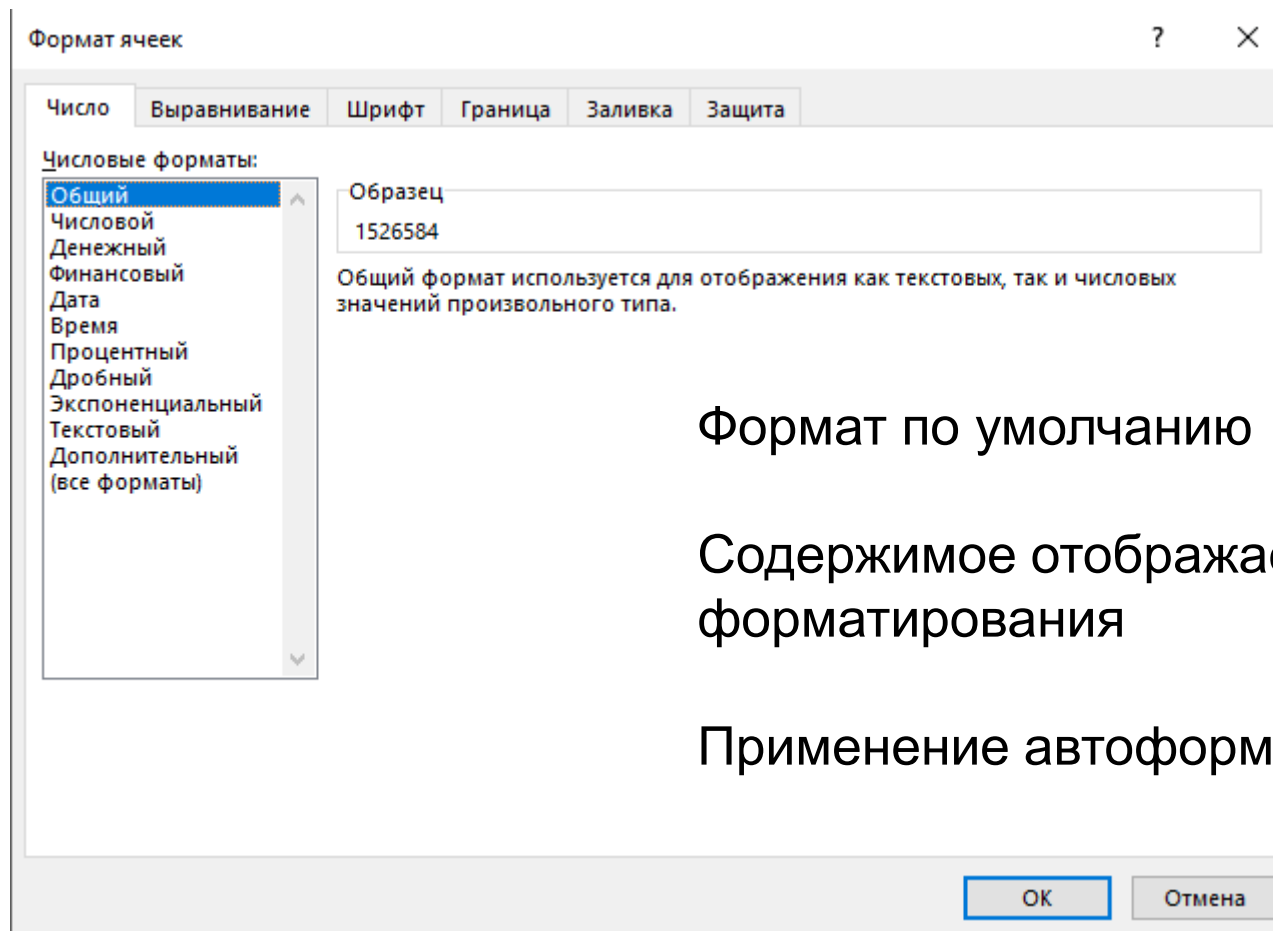 Формат ячеек
?
Число Выравнивание Шрифт Граница Заливка Защита
Числовые форматы:
Общий
Числовой
Денежный
Финансовый
Дата
Время
Процентный
Дробный
Экспоненциальный
Текстовый
Дополнительный
(все форматы)
Образец
1526584
Общий формат используется для отображения как текстовых, так и числовых
значений произвольного типа.
Формат по умолчанию
Содержимое
форматирования
Применение
ОК Отмена